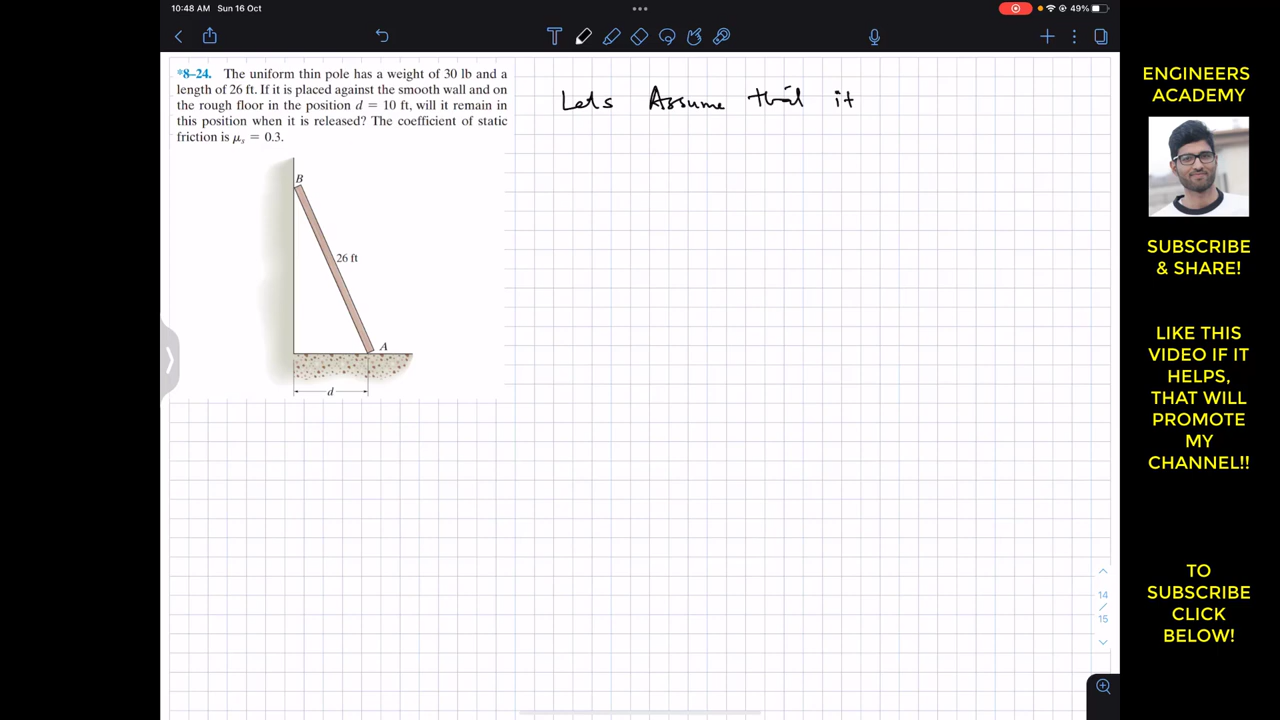 10:48 AM Sun 16 Oct
49%
*8–24. The uniform thin pole has a weight of 30 lb and a
length of 26 ft. If it is placed against the smooth wall and on
the rough floor in the position d = 10 ft, will it remain in
this position when it is released? The coefficient of static
friction is μs = 0.3.
B
26 ft
A
d
Lets Assume that it
14
/
15
ENGINEERS
ACADEMY
SUBSCRIBE
& SHARE!
LIKE THIS
VIDEO IF IT
HELPS,
THAT WILL
PROMOTE
MY
CHANNEL!!
TO
SUBSCRIBE
CLICK
BELOW!